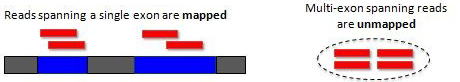 Reads spanning a single exon are mapped
Multi-exon spanning reads
are unmapped